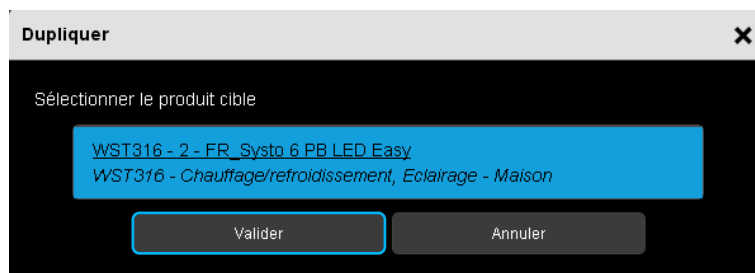 Dupliquer
Sélectionner le produit cible
WST316 - 2 - FR_Systo 6 PB LED Easy
WST316 - Chauffage/refroidissement, Eclairage - Maison
Valider
Annuler